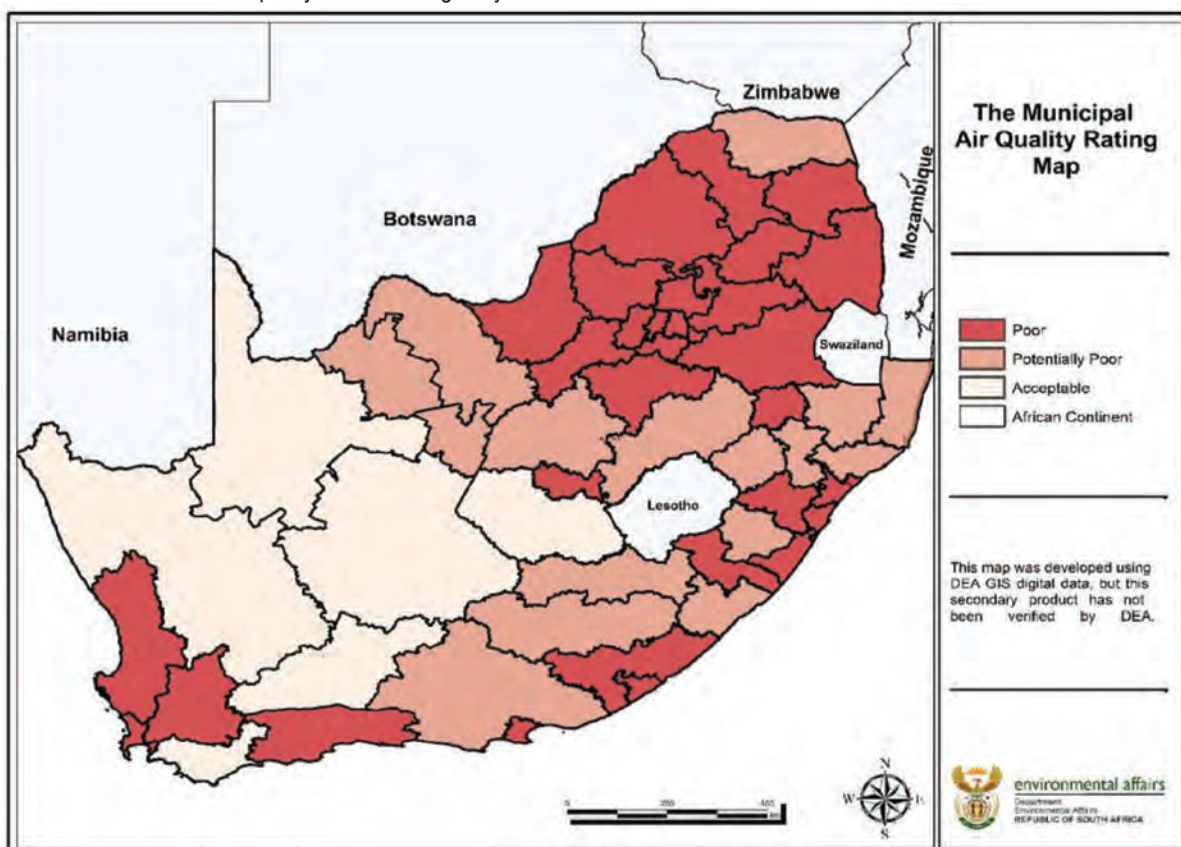 Zimbabwe
Botswana
Mozambique
Namibia
Swaziland
Lesotho
N
W
E
S
0
km
The Municipal
Air Quality Rating
Map
Poor
Potentially Poor
Acceptable
African Continent
This map was developed using
DEA GIS digital data, but this
secondary product has not
been verified by DEA.
environmental affairs
Department:
Environmental Affairs
REPUBLIC OF SOUTH AFRICA